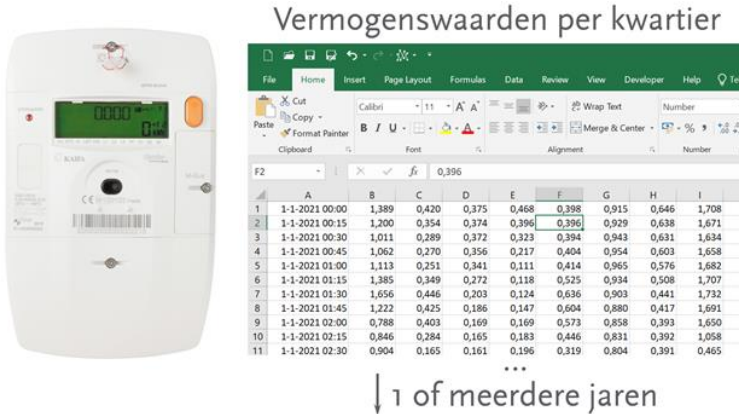 Vermogenswaarden per kwartier
File Home Insert Page Layout Formulas Data Review View Developer Help Te
Cut
Copy
Format Painter
Paste
Calibri 11 A A
B I U A
Wrap Text
Merge & Center
Number
% 9
Clipboard Font Alignment Number
F2 fx 0,396
A B C D E F G H I
1 1-1-2021 00:00 1,389 0,420 0,375 0,468 0,398 0,915 0,646 1,708
2 1-1-2021 00:15 1,200 0,354 0,374 0,396 0,396 0,929 0,638 1,671
3 1-1-2021 00:30 1,011 0,289 0,372 0,323 0,394 0,943 0,631 1,634
4 1-1-2021 00:45 1,062 0,270 0,356 0,217 0,404 0,954 0,603 1,658
5 1-1-2021 01:00 1,113 0,251 0,341 0,111 0,414 0,965 0,576 1,682
6 1-1-2021 01:15 1,385 0,349 0,272 0,118 0,525 0,934 0,508 1,707
7 1-1-2021 01:30 1,656 0,446 0,203 0,124 0,636 0,903 0,441 1,732
8 1-1-2021 01:45 1,222 0,425 0,186 0,147 0,604 0,880 0,417 1,691
9 1-1-2021 02:00 0,788 0,403 0,169 0,169 0,573 0,858 0,393 1,650
10 1-1-2021 02:15 0,846 0,284 0,165 0,183 0,446 0,831 0,392 1,058
11 1-1-2021 02:30 0,904 0,165 0,161 0,196 0,319 0,804 0,391 0,465
...
1 of meerdere jaren
0.000
KAIFA
CE